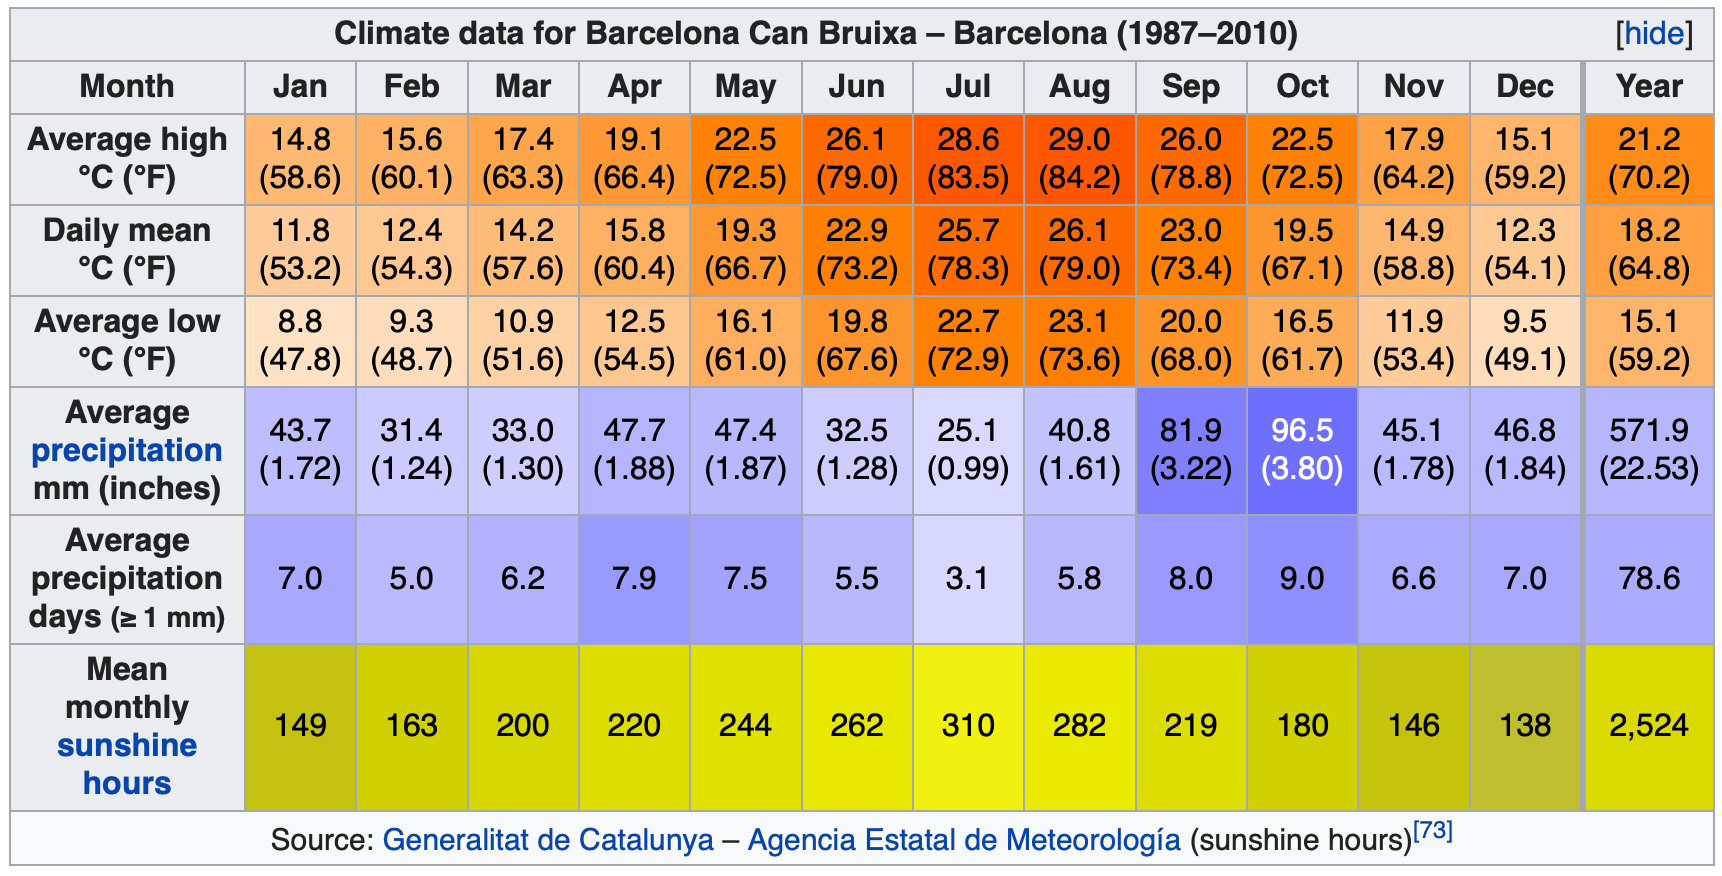 Climate data for Barcelona Can Bruixa – Barcelona (1987–2010) [hide]
Month Jan Feb Mar Apr May Jun Jul Aug Sep Oct Nov Dec Year
Average high 14.8 15.6 17.4 19.1 22.5 26.1 28.6 29.0 26.0 22.5 17.9 15.1 21.2
°C (°F) (58.6) (60.1) (63.3) (66.4) (72.5) (79.0) (83.5) (84.2) (78.8) (72.5) (64.2) (59.2) (70.2)
Daily mean 11.8 12.4 14.2 15.8 19.3 22.9 25.7 26.1 23.0 19.5 14.9 12.3 18.2
°C (°F) (53.2) (54.3) (57.6) (60.4) (66.7) (73.2) (78.3) (79.0) (73.4) (67.1) (58.8) (54.1) (64.8)
Average low 8.8 9.3 10.9 12.5 16.1 19.8 22.7 23.1 20.0 16.5 11.9 9.5 15.1
°C (°F) (47.8) (48.7) (51.6) (54.5) (61.0) (67.6) (72.9) (73.6) (68.0) (61.7) (53.4) (49.1) (59.2)
Average
precipitation
mm (inches)
43.7 31.4 33.0 47.7 47.4 32.5 25.1 40.8 81.9 96.5 45.1 46.8 571.9
(1.72) (1.24) (1.30) (1.88) (1.87) (1.28) (0.99) (1.61) (3.22) (3.80) (1.78) (1.84) (22.53)
Average
precipitation
days (≥ 1 mm)
7.0 5.0 6.2 7.9 7.5 5.5 3.1 5.8 8.0 9.0 6.6 7.0 78.6
Mean
monthly
sunshine
hours
149 163 200 220 244 262 310 282 219 180 146 138 2,524
Source: Generalitat de Catalunya – Agencia Estatal de Meteorología (sunshine hours)[73]